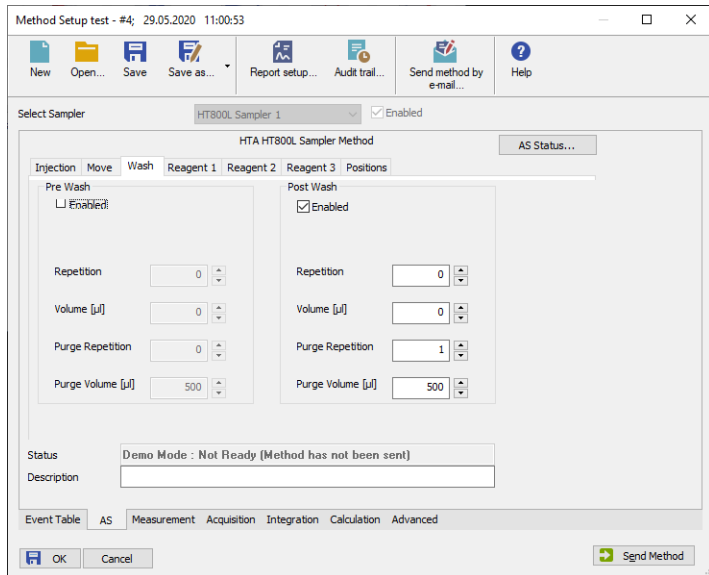 Method Setup test - #4; 29.05.2020 11:00:53
New Open... Save Save as... Report setup... Audit trail... Send method by e-mail... Help
Select Sampler HT800L Sampler 1 Enabled
HTA HT800L Sampler Method AS Status...
Injection Move Wash Reagent 1 Reagent 2 Reagent 3 Positions
Pre Wash Post Wash
Enabled Enabled
Repetition 0 Repetition 0
Volume [µl] 0 Volume [µl] 0
Purge Repetition 0 Purge Repetition 1
Purge Volume [µl] 500 Purge Volume [µl] 500
Status Demo Mode : Not Ready (Method has not been sent)
Description
Event Table AS Measurement Acquisition Integration Calculation Advanced
OK Cancel Send Method